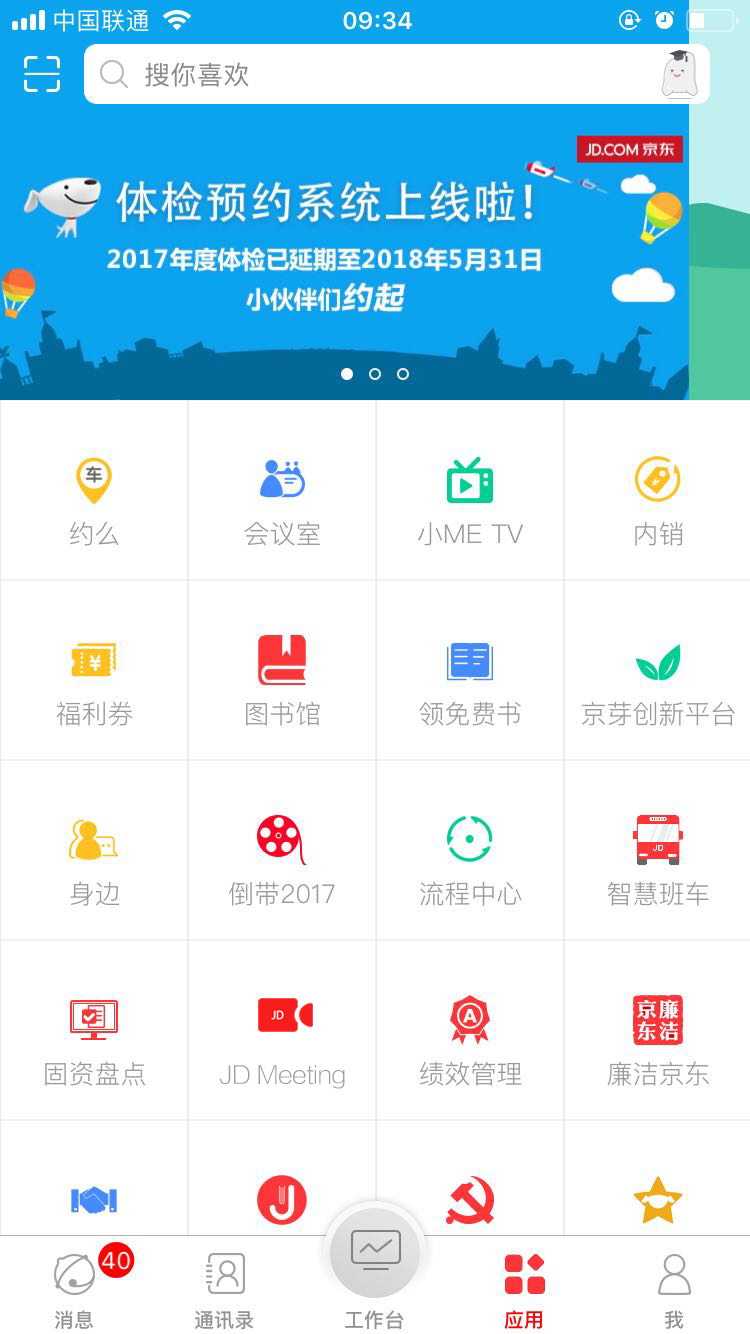 中国联通
09:34
搜你喜欢
JD.COM 京东
体检预约系统上线啦！
2017年度体检已延期至2018年5月31日
小伙伴们约起
车
约么
会议室
小ME TV
内销
¥
¥
福利券
图书馆
领免费书
京芽创新平台
身边
倒带2017
流程中心
JD
智慧班车
固资盘点
JD
JD Meeting
A
绩效管理
京廉
东洁
廉洁京东
J
40
消息
通讯录
工作台
应用
我